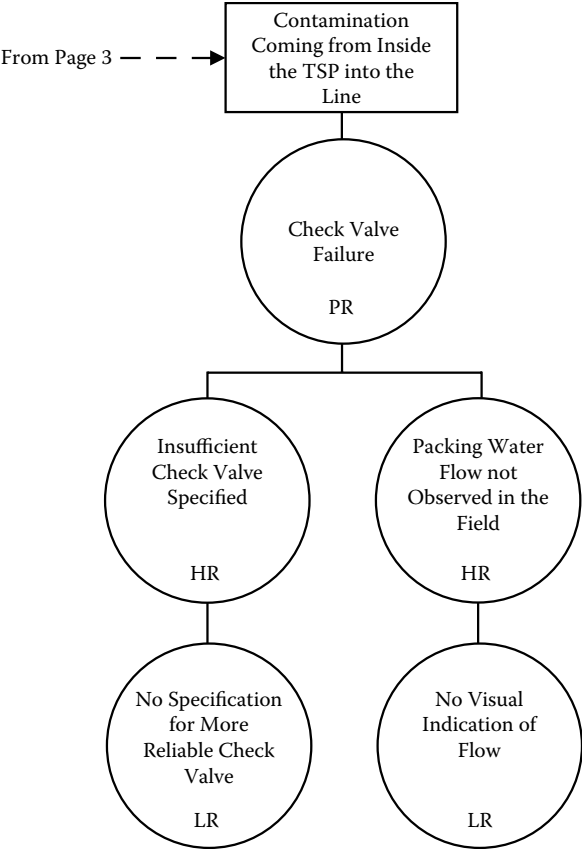 Contamination
Coming from Inside
the TSP into the
Line
From Page 3
Check Valve
Failure
PR
Insufficient
Check Valve
Specified
HR
Packing Water
Flow not
Observed in the
Field
HR
No Specification
for More
Reliable Check
Valve
LR
No Visual
Indication of
Flow
LR